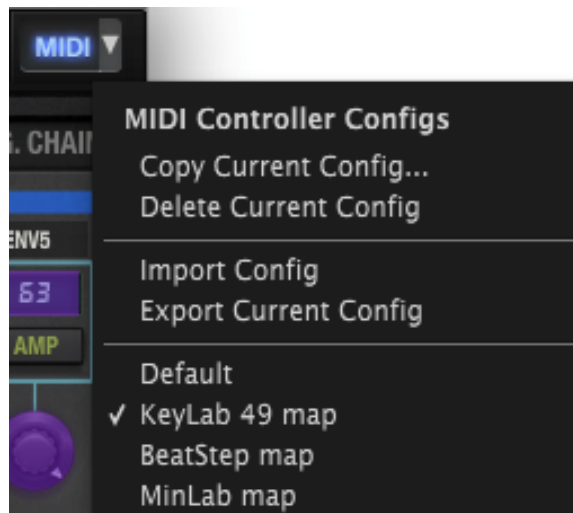 MIDI
MIDI Controller Configs
. CHAI
Copy Current Config...
Delete Current Config
ENV5
Import Config
63
Export Current Config
AMP
Default
✓ KeyLab 49 map
BeatStep map
MinLab map